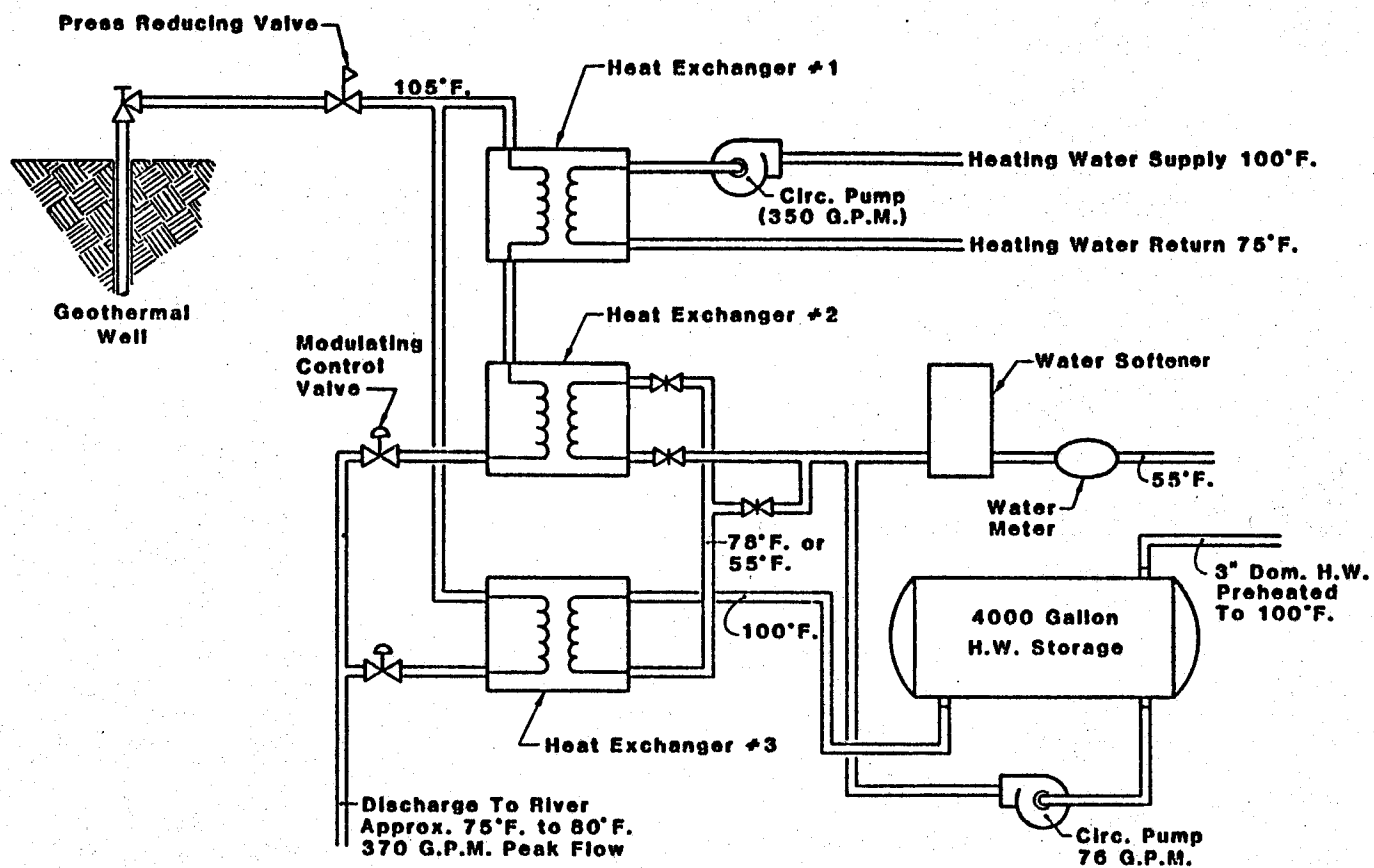 Press Reducing Valve
105°F.
Heat Exchanger #1
Heating Water Supply 100°F.
Circ. Pump
(350 G.P.M.)
Heating Water Return 75°F.
Geothermal
Well
Heat Exchanger #2
Modulating
Control
Valve
Water Softener
55°F.
Water
Meter
78°F. or
55°F.
3" Dom. H.W.
Preheated
To 100°F.
4000 Gallon
H.W. Storage
100°F.
Heat Exchanger #3
Discharge To River
Approx. 75°F. to 80°F.
370 G.P.M. Peak Flow
Circ. Pump
76 G.P.M.